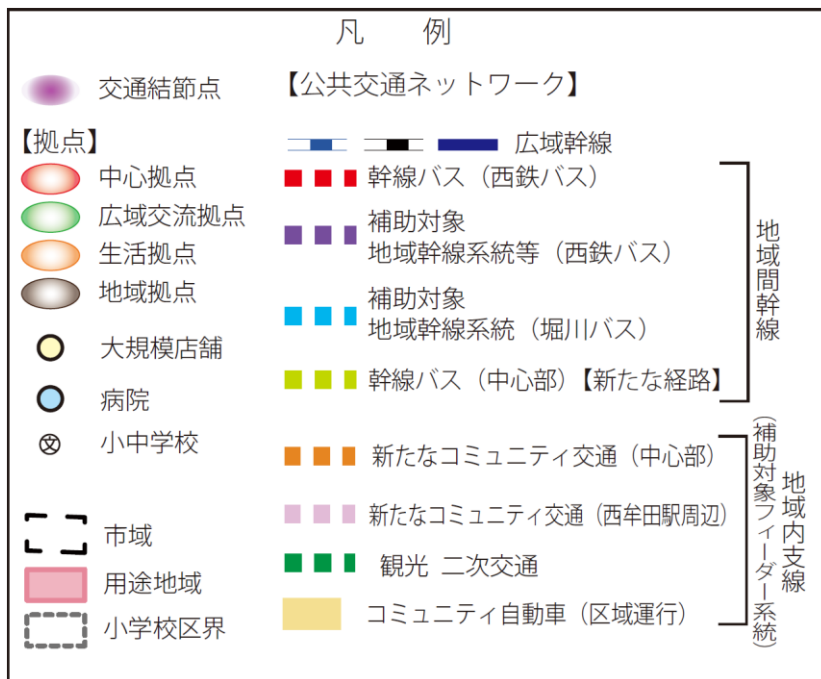 凡 例
交通結節点
【拠点】
中心拠点
広域交流拠点
生活拠点
地域拠点
大規模店舗
病院
文
小中学校
市域
用途地域
小学校区界
【公共交通ネットワーク】
広域幹線
幹線バス（西鉄バス）
補助対象
地域幹線系統等（西鉄バス）
補助対象
地域幹線系統（堀川バス）
幹線バス（中心部）【新たな経路】
地域間幹線
新たなコミュニティ交通（中心部）
新たなコミュニティ交通（西牟田駅周辺）
観光 二次交通
コミュニティ自動車（区域運行）
地域内支線
（補助対象フィーダー系統）